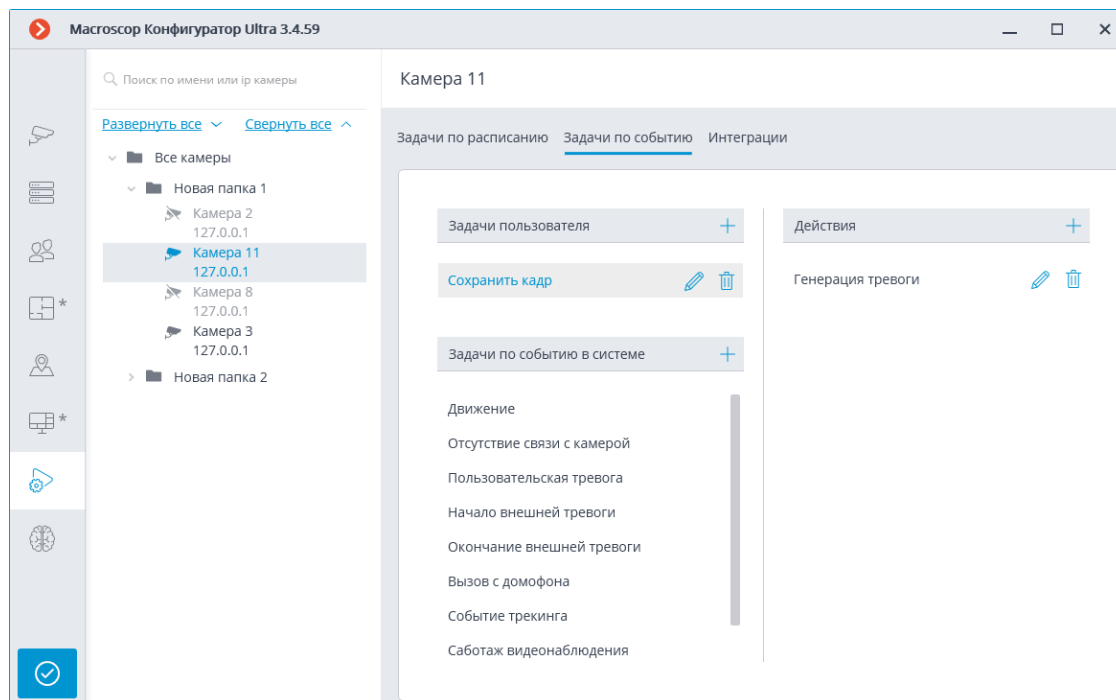 Macroscop Конфигуратор Ultra 3.4.59
Поиск по имени или ip камеры
Развернуть все
Свернуть все
Все камеры
Новая папка 1
Камера 2
127.0.0.1
Камера 11
127.0.0.1
Камера 8
127.0.0.1
Камера 3
127.0.0.1
Новая папка 2
*
*
Камера 11
Задачи по расписанию Задачи по событию Интеграции
Задачи пользователя
Сохранить кадр
Задачи по событию в системе
Движение
Отсутствие связи с камерой
Пользовательская тревога
Начало внешней тревоги
Окончание внешней тревоги
Вызов с домофона
Событие трекинга
Саботаж видеонаблюдения
Действия
Генерация тревоги